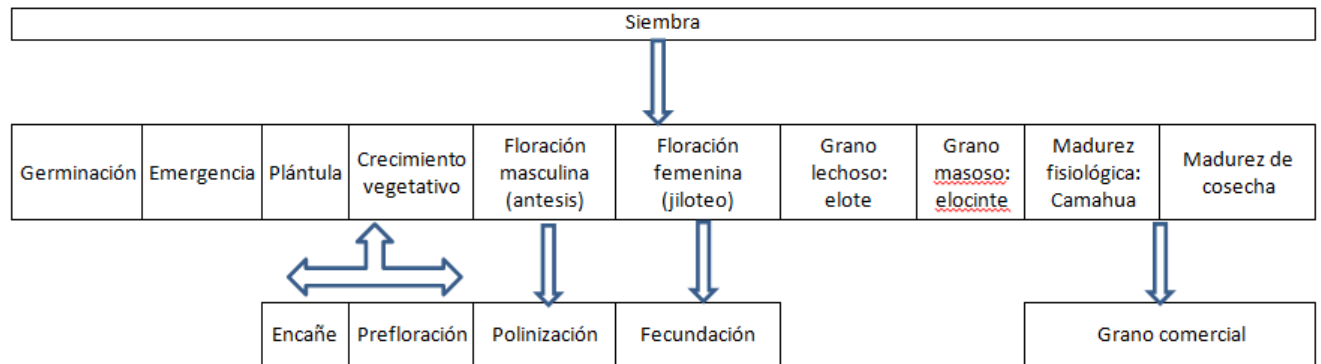 Siembra
Germinación
Emergencia
Plántula
Crecimiento
vegetativo
Floración
masculina
(antesis)
Floración
femenina
(jiloteo)
Grano
lechoso:
elote
Grano
masoso:
elocinte
Madurez
fisiológica:
Camahua
Madurez de
cosecha
Encañe
Prefloración
Polinización
Fecundación
Grano comercial